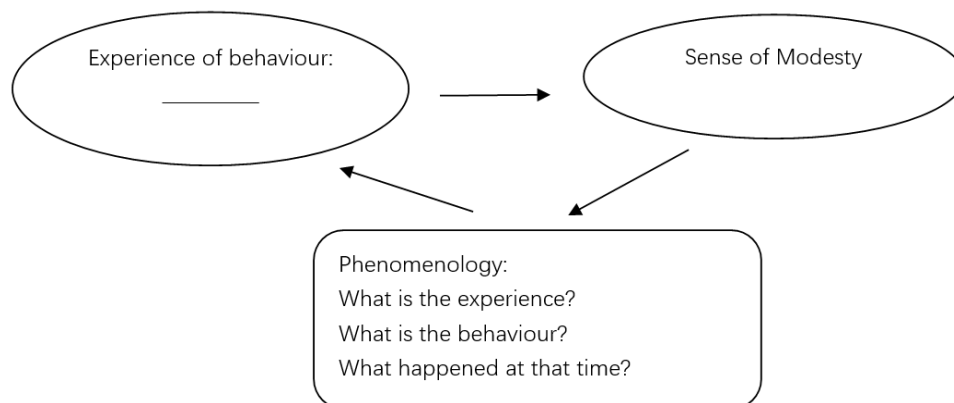 Experience of behaviour:
________
Sense of Modesty
Phenomenology:
What is the experience?
What is the behaviour?
What happened at that time?